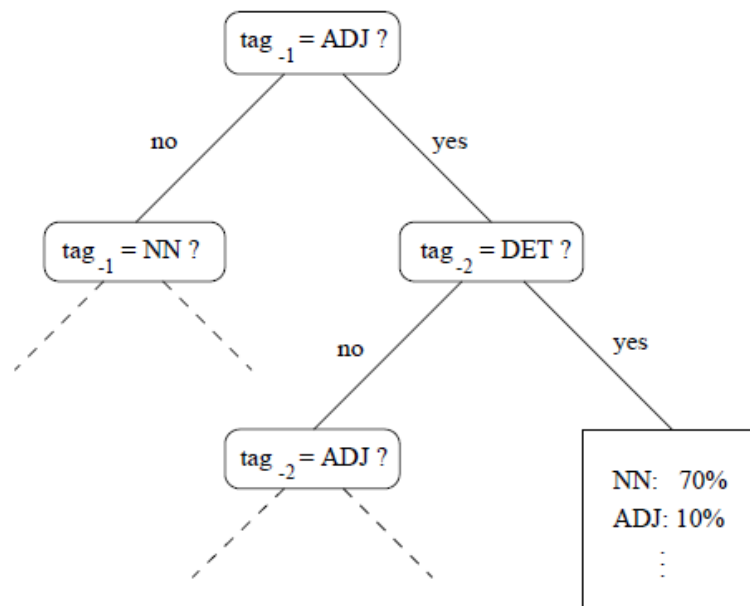 tag -1 = ADJ ?
no
yes
tag -1 = NN ?
tag -2 = DET ?
no
yes
tag -2 = ADJ ?
NN: 70%
ADJ: 10%